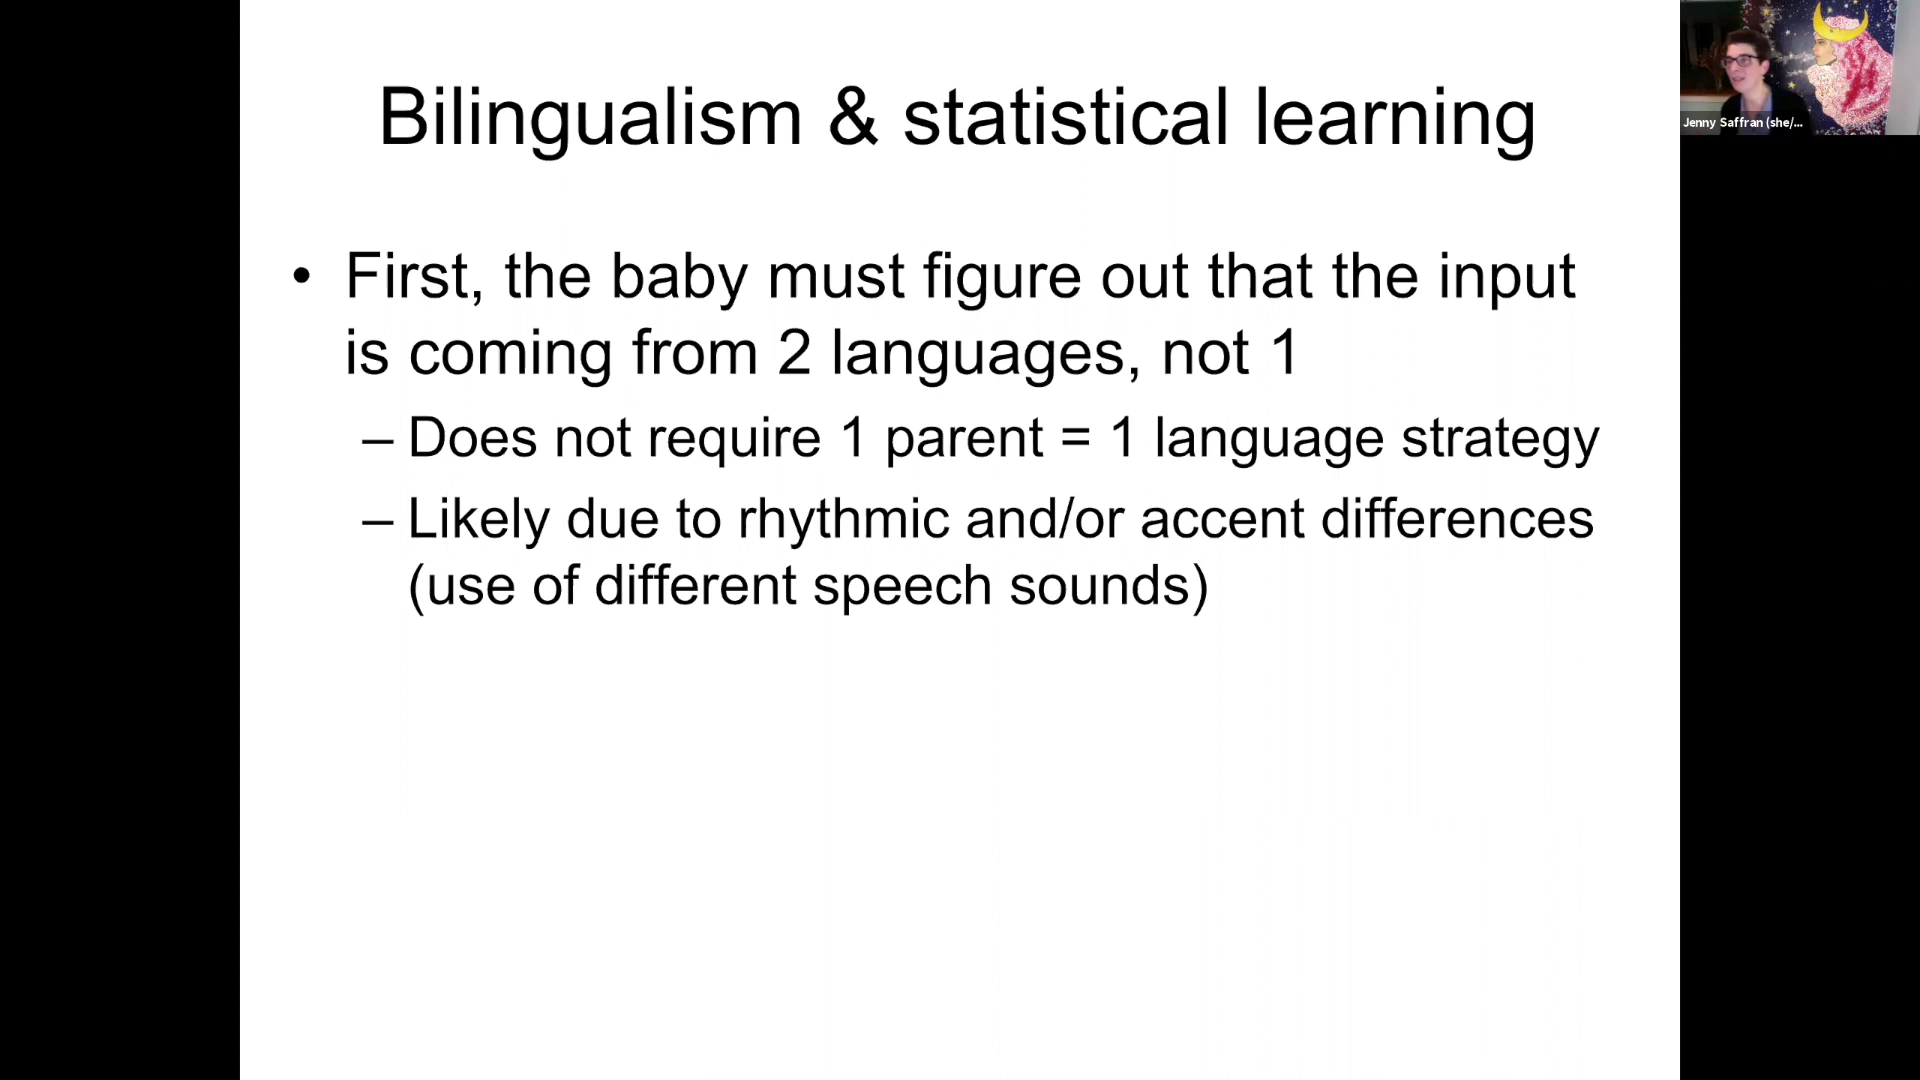 Bilingualism & statistical learning
• First, the baby must figure out that the input
is coming from 2 languages, not 1
– Does not require 1 parent = 1 language strategy
– Likely due to rhythmic and/or accent differences
(use of different speech sounds)
Jenny Saffran (she/...